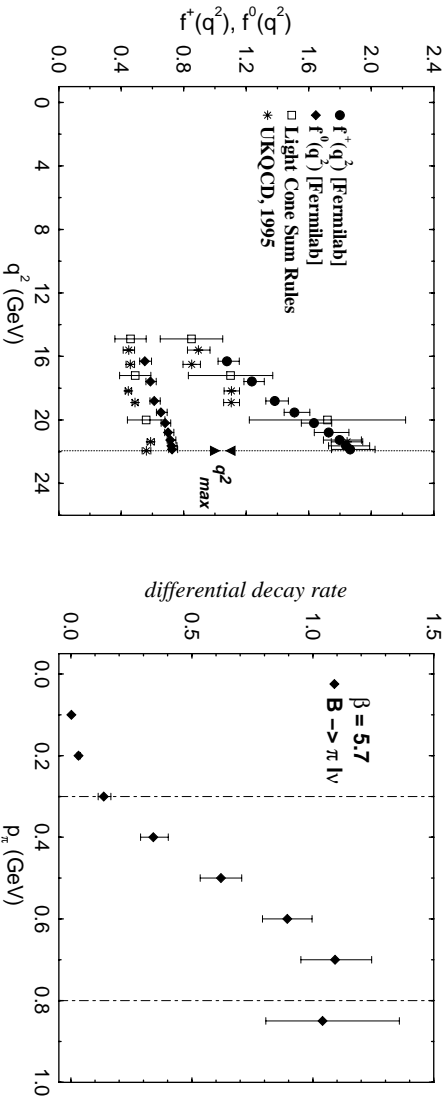 f⁺(q²), f⁰(q²)
2.4
2.0
1.6
1.2
0.8
0.4
0.0
f⁺(q²) [Fermilab]
f⁰(q²) [Fermilab]
Light Cone Sum Rules
UKQCD, 1995
q²
max
0 4 8 12 16 20 24
q² (GeV)
differential decay rate
1.5
1.0
0.5
0.0
β = 5.7
B −> π lν
0.0 0.2 0.4 0.6 0.8 1.0
p_π (GeV)